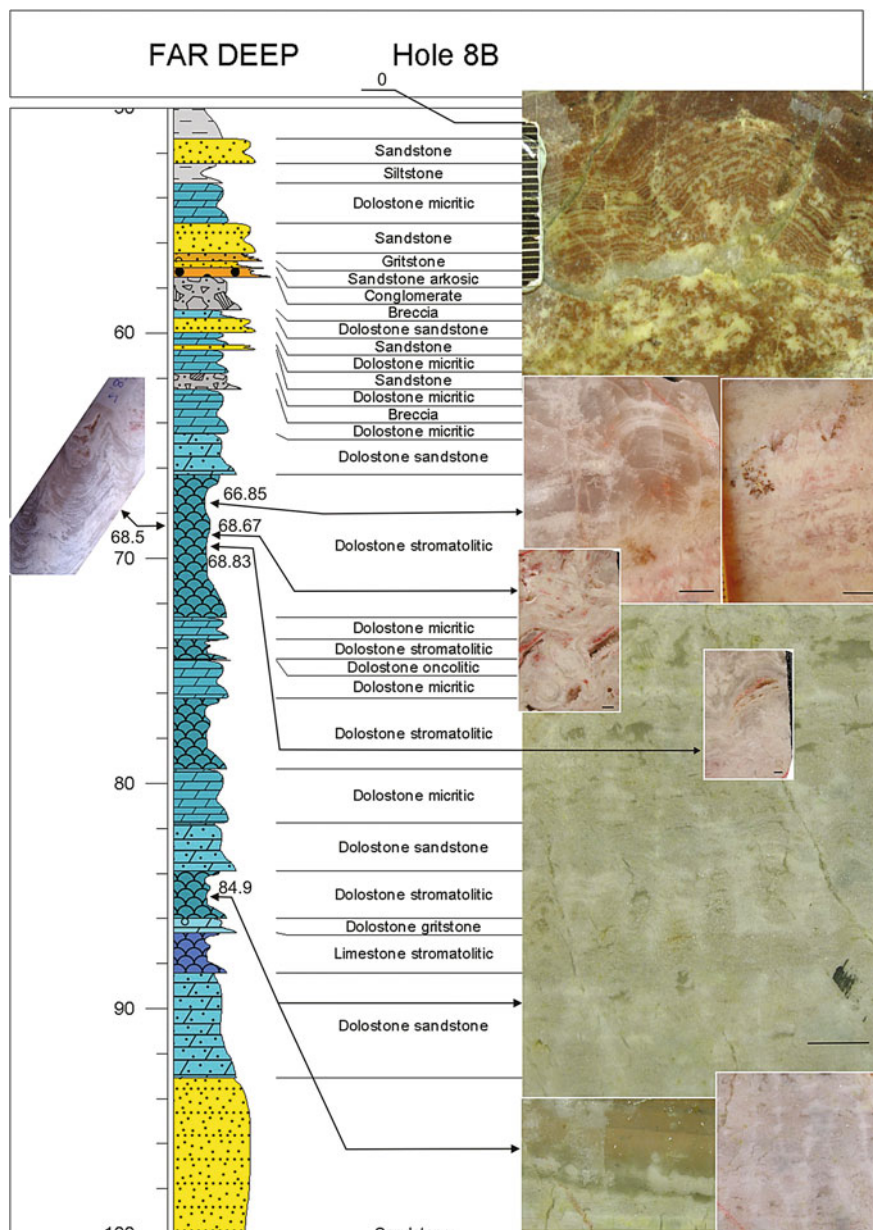 FAR DEEP Hole 8B
0
Sandstone
Siltstone
Dolostone micritic
Sandstone
Gritstone
Sandstone arkosic
Conglomerate
Breccia
60
Dolostone sandstone
Sandstone
Dolostone micritic
Sandstone
Dolostone micritic
Breccia
Dolostone micritic
Dolostone sandstone
66.85
68.67
68.5
Dolostone stromatolitic
70
68.83
Dolostone micritic
Dolostone stromatolitic
Dolostone oncolitic
Dolostone micritic
Dolostone stromatolitic
80
Dolostone micritic
Dolostone sandstone
84.9
Dolostone stromatolitic
Dolostone gritstone
Limestone stromatolitic
90
Dolostone sandstone